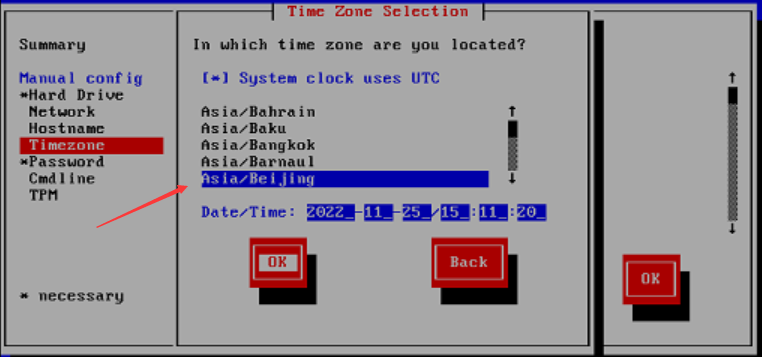 Time Zone Selection
Summary
Manual config
*Hard Drive
Network
Hostname
Timezone
*Password
Cmdline
TPM
* necessary
In which time zone are you located?
[*] System clock uses UTC
Asia/Bahrain
Asia/Baku
Asia/Bangkok
Asia/Barnaul
Asia/Beijing
Date/Time: 2022_-11_-25_/15_:11_:20_
OK
Back
OK